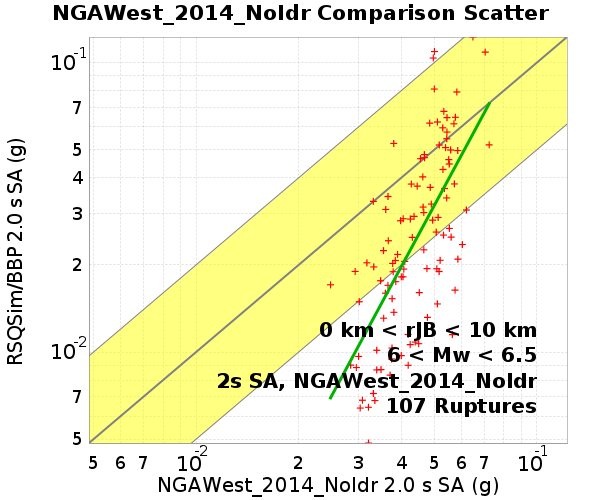 NGAWest_2014_NoIdr Comparison Scatter
RSQSim/BBP 2.0 s SA (g)
10-1
7
5
4
3
2
10-2
7
5
0 km < rJB < 10 km
6 < Mw < 6.5
2s SA, NGAWest_2014_NoIdr
107 Ruptures
5 6 7 10-2 2 3 4 5 6 7 10-1
NGAWest_2014_NoIdr 2.0 s SA (g)